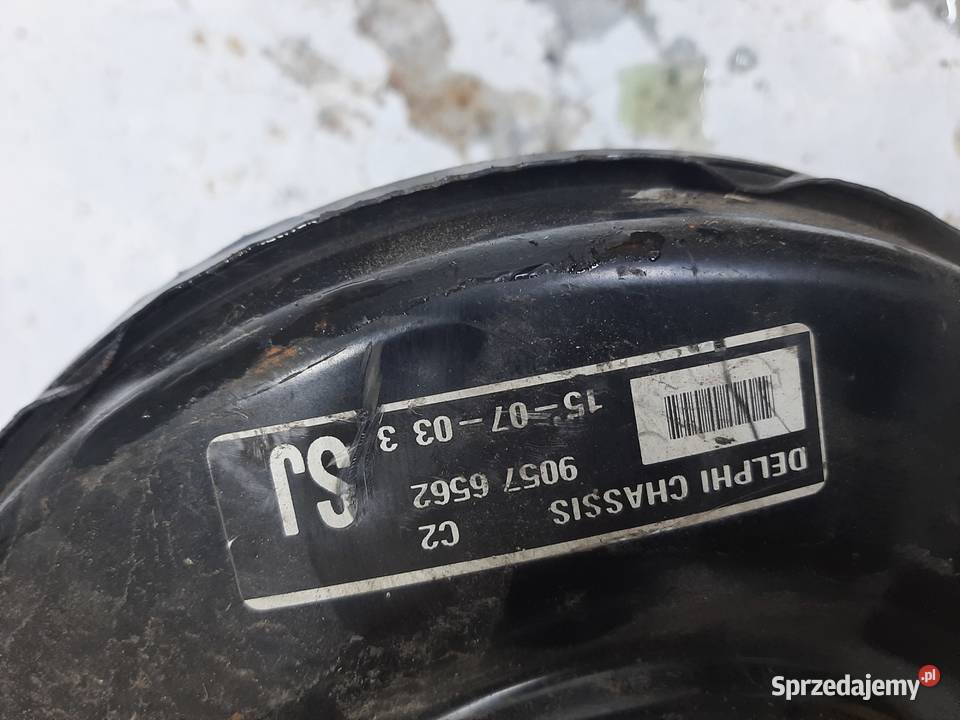 DELPHI CHASSIS
C2
9057 6562
15-07-03 3
SJ
Sprzedajemy.pl